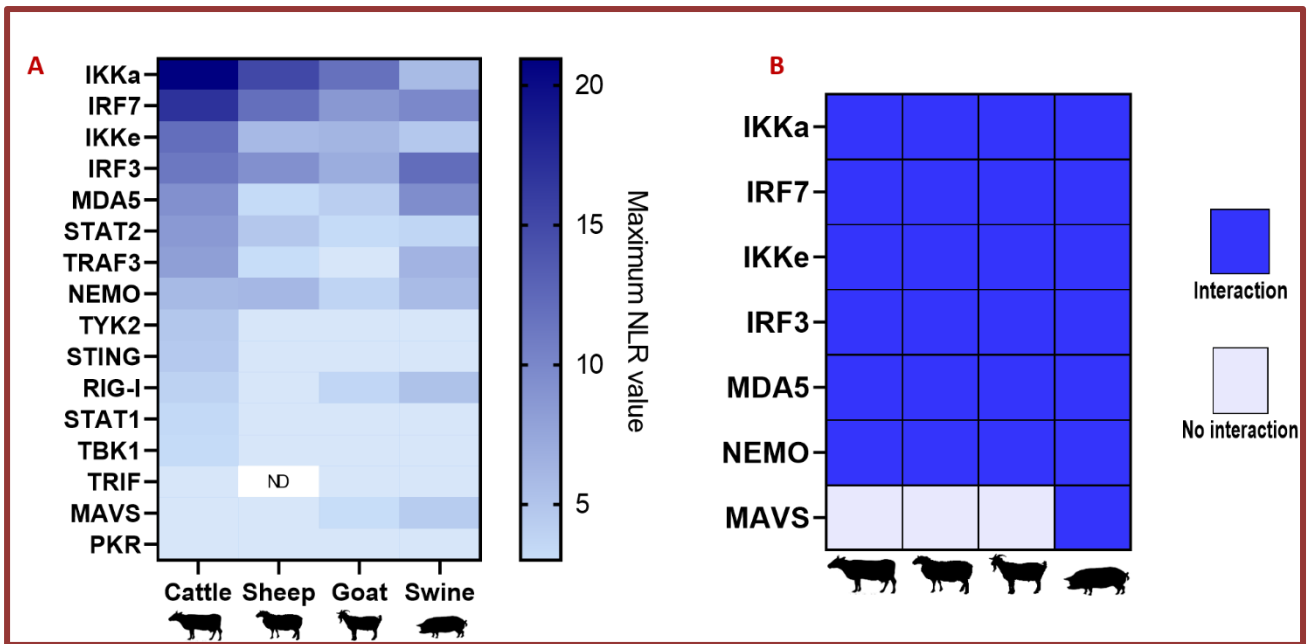 A
IKKa
IRF7
IKKe
IRF3
MDA5
STAT2
TRAF3
NEMO
TYK2
STING
RIG-I
STAT1
TBK1
TRIF
MAVS
PKR
ND
Cattle Sheep Goat Swine
20
15
10
5
Maximum NLR value
B
IKKa
IRF7
IKKe
IRF3
MDA5
NEMO
MAVS
Interaction
No interaction